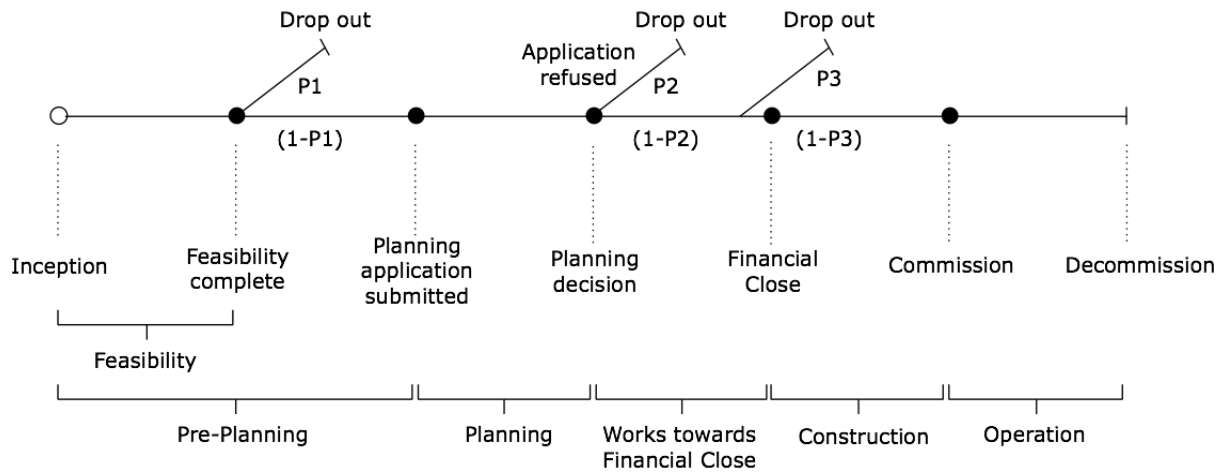 Drop out
Drop out
Drop out
Application
refused
P1
P2
P3
(1-P1)
(1-P2)
(1-P3)
Inception
Feasibility
complete
Planning
application
submitted
Planning
decision
Financial
Close
Commission
Decommission
Feasibility
Pre-Planning
Planning
Works towards
Financial Close
Construction
Operation